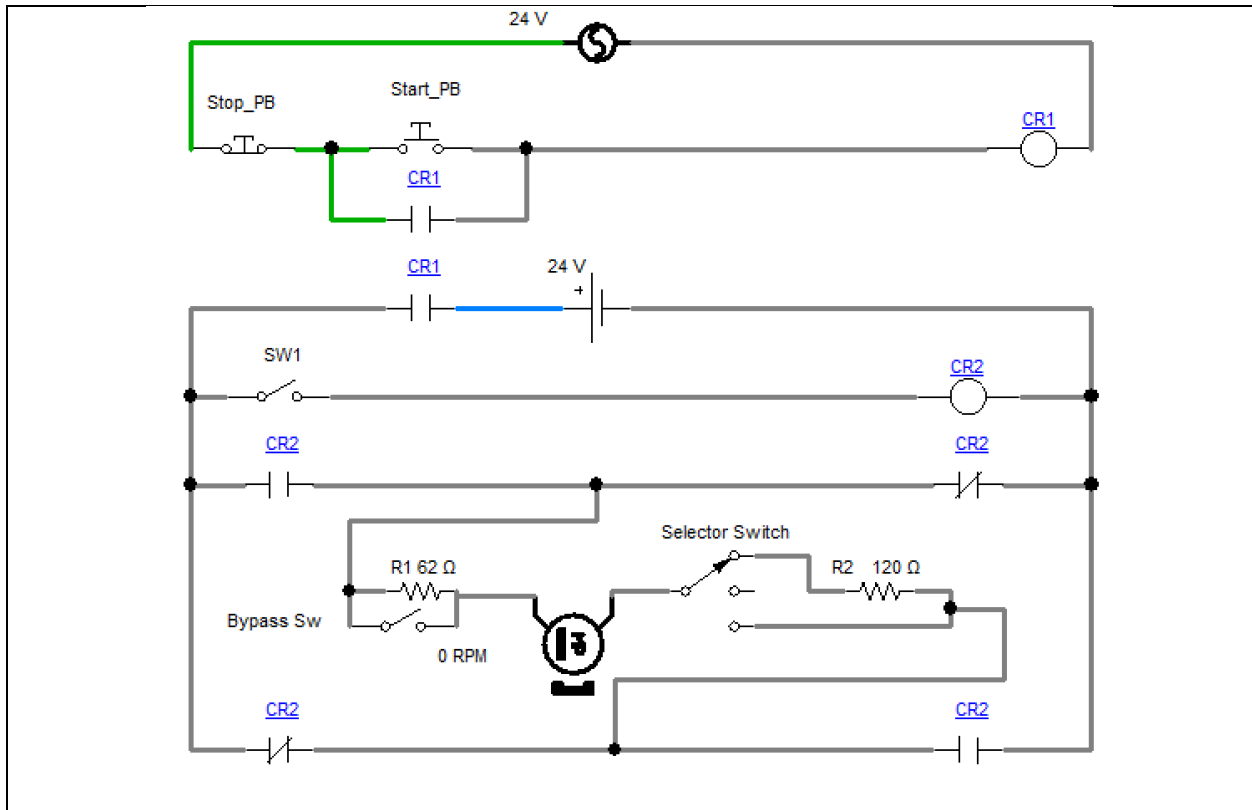 24 V
Stop_PB
Start_PB
CR1
CR1
CR1
24 V
+
SW1
CR2
CR2
CR2
Selector Switch
R1 62 Ω
R2 120 Ω
Bypass Sw
0 RPM
CR2
CR2